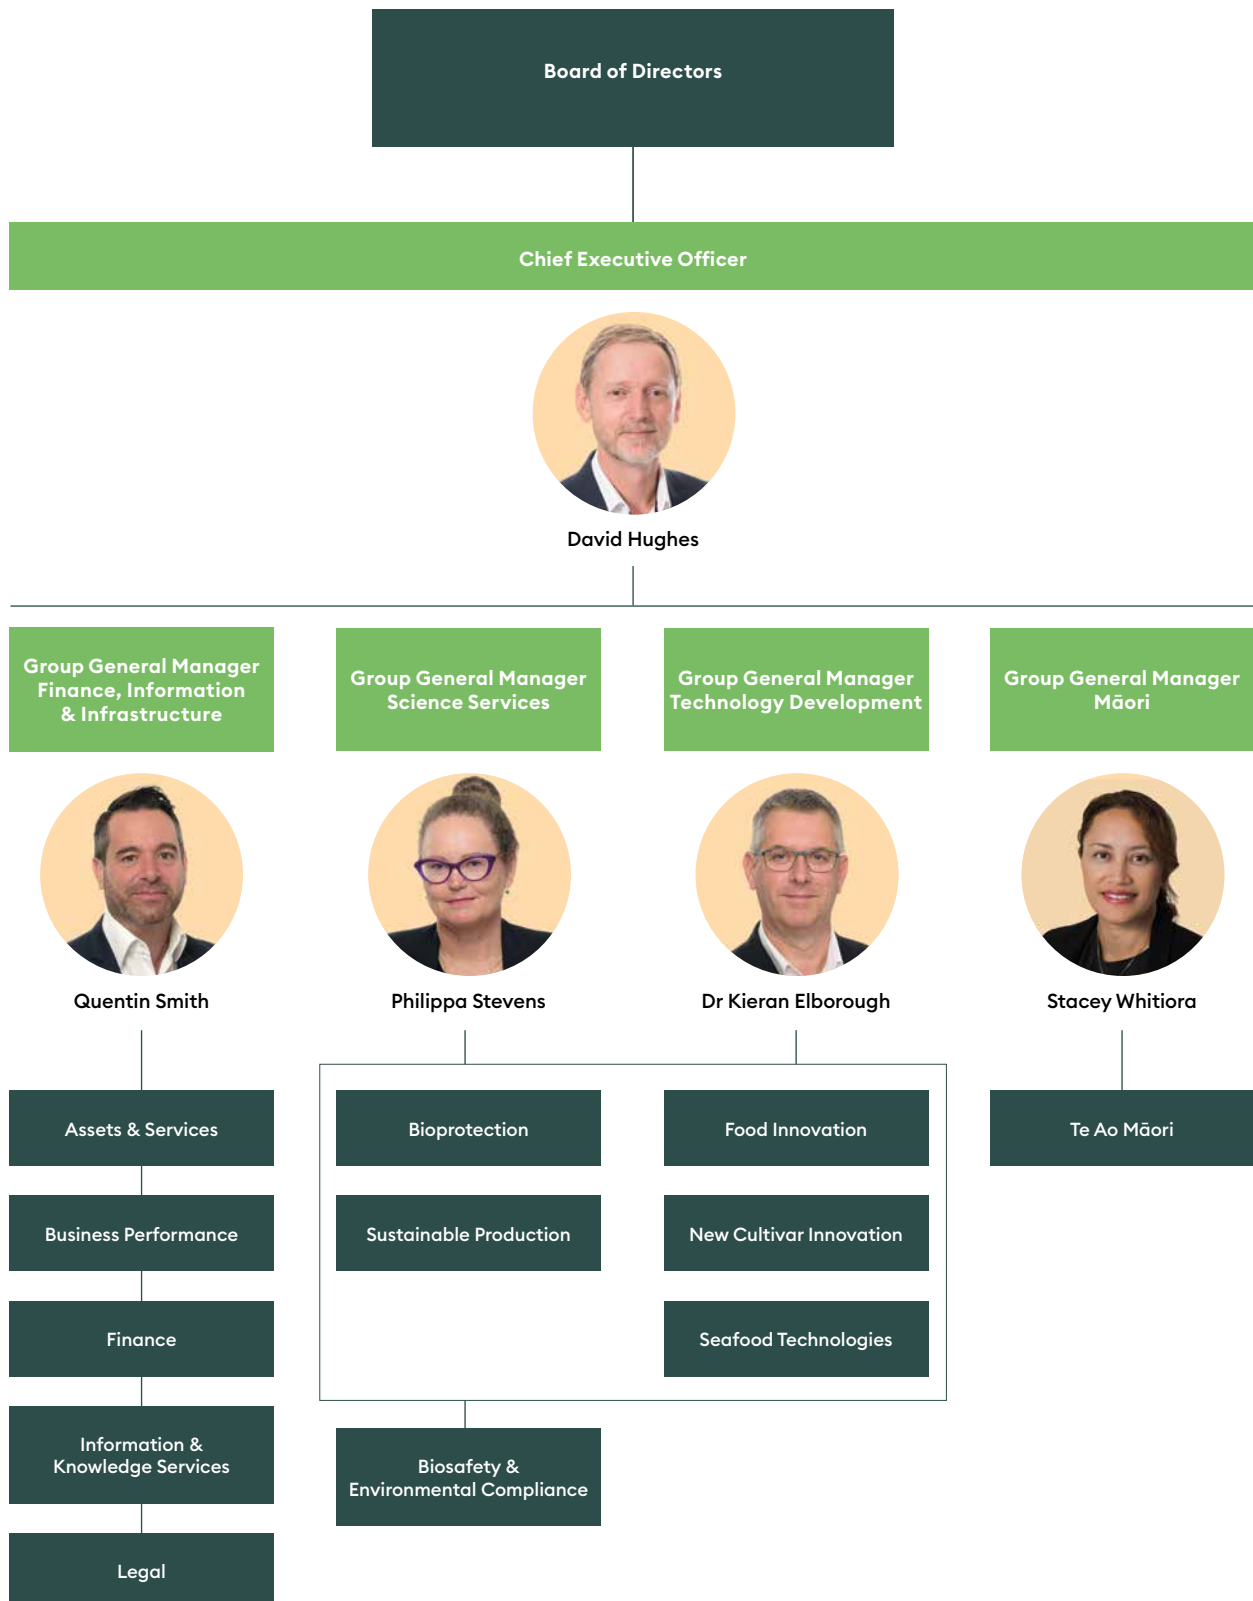 Board of Directors
Chief Executive Officer
David Hughes
Group General Manager
Finance, Information
& Infrastructure
Group General Manager
Science Services
Group General Manager
Technology Development
Group General Manager
Māori
Quentin Smith
Philippa Stevens
Dr Kieran Elborough
Stacey Whitiora
Assets & Services
Bioprotection
Food Innovation
Te Ao Māori
Business Performance
Sustainable Production
New Cultivar Innovation
Finance
Seafood Technologies
Information &
Knowledge Services
Biosafety &
Environmental Compliance
Legal